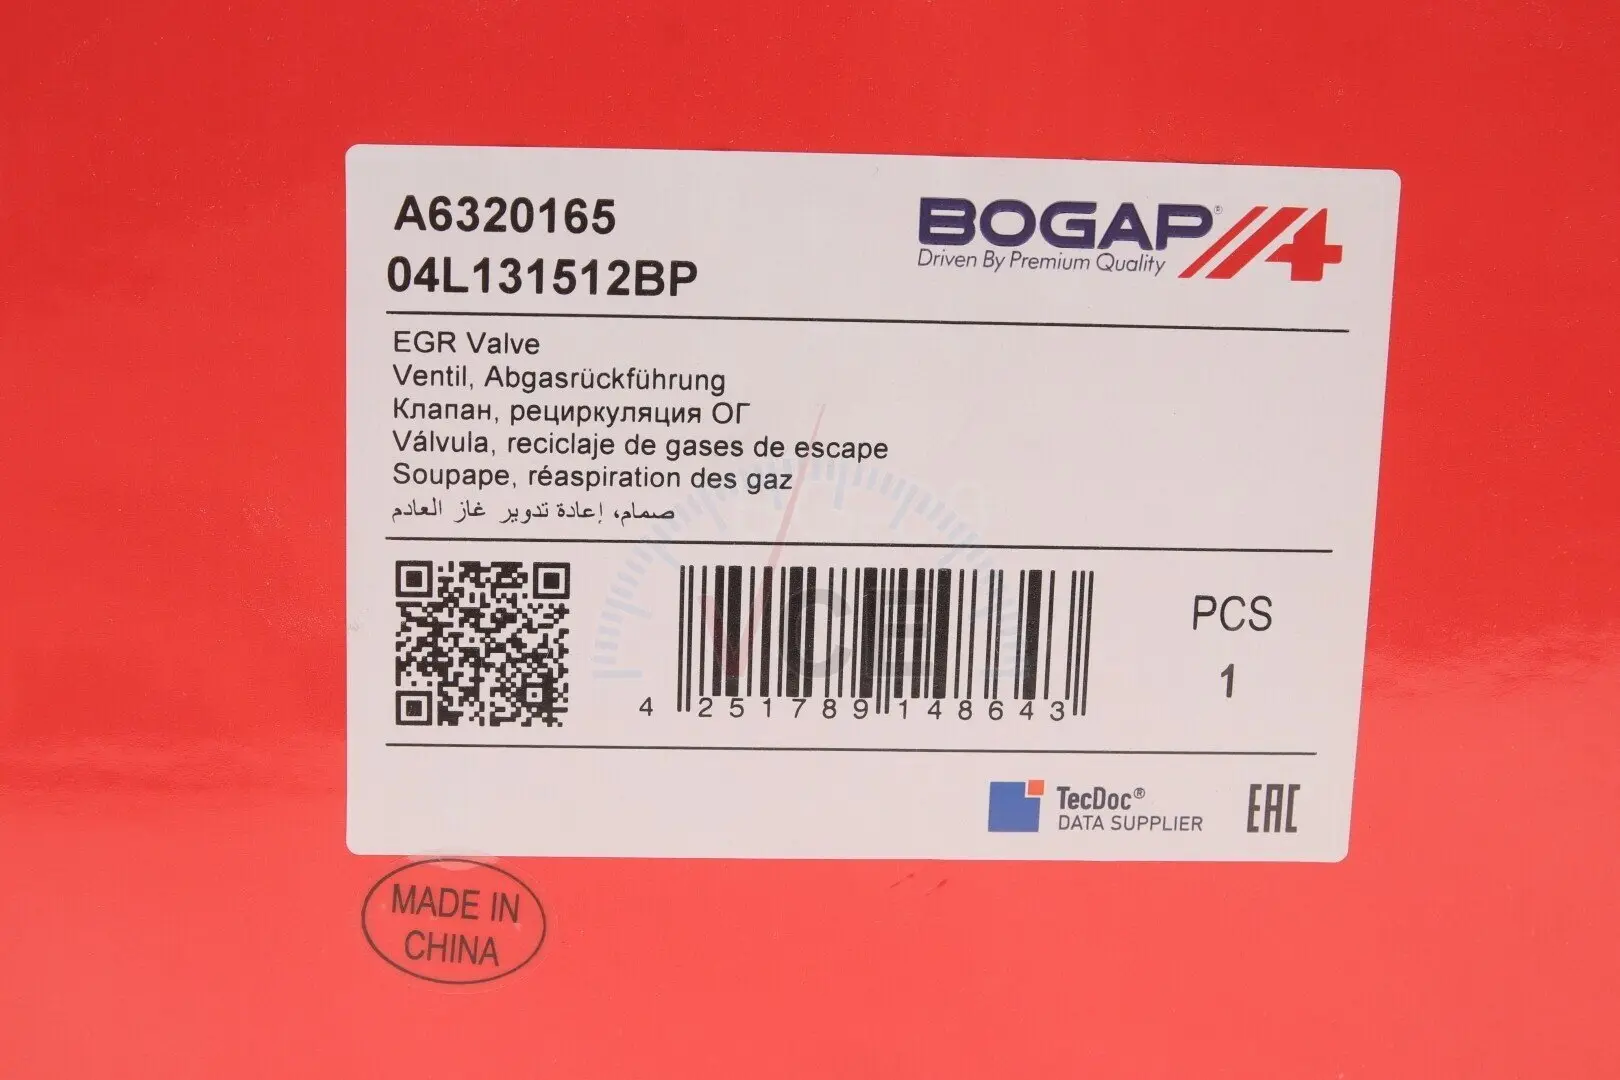 A6320165
04L131512BP
BOGAP®
Driven By Premium Quality
EGR Valve
Ventil, Abgasrückführung
Клапан, рециркуляция ОГ
Válvula, reciclaje de gases de escape
Soupape, réaspiration des gaz
صمام، إعادة تدوير غاز العادم
VCE
4 251789 148643
PCS
1
TecDoc®
DATA SUPPLIER
EAC
MADE IN
CHINA